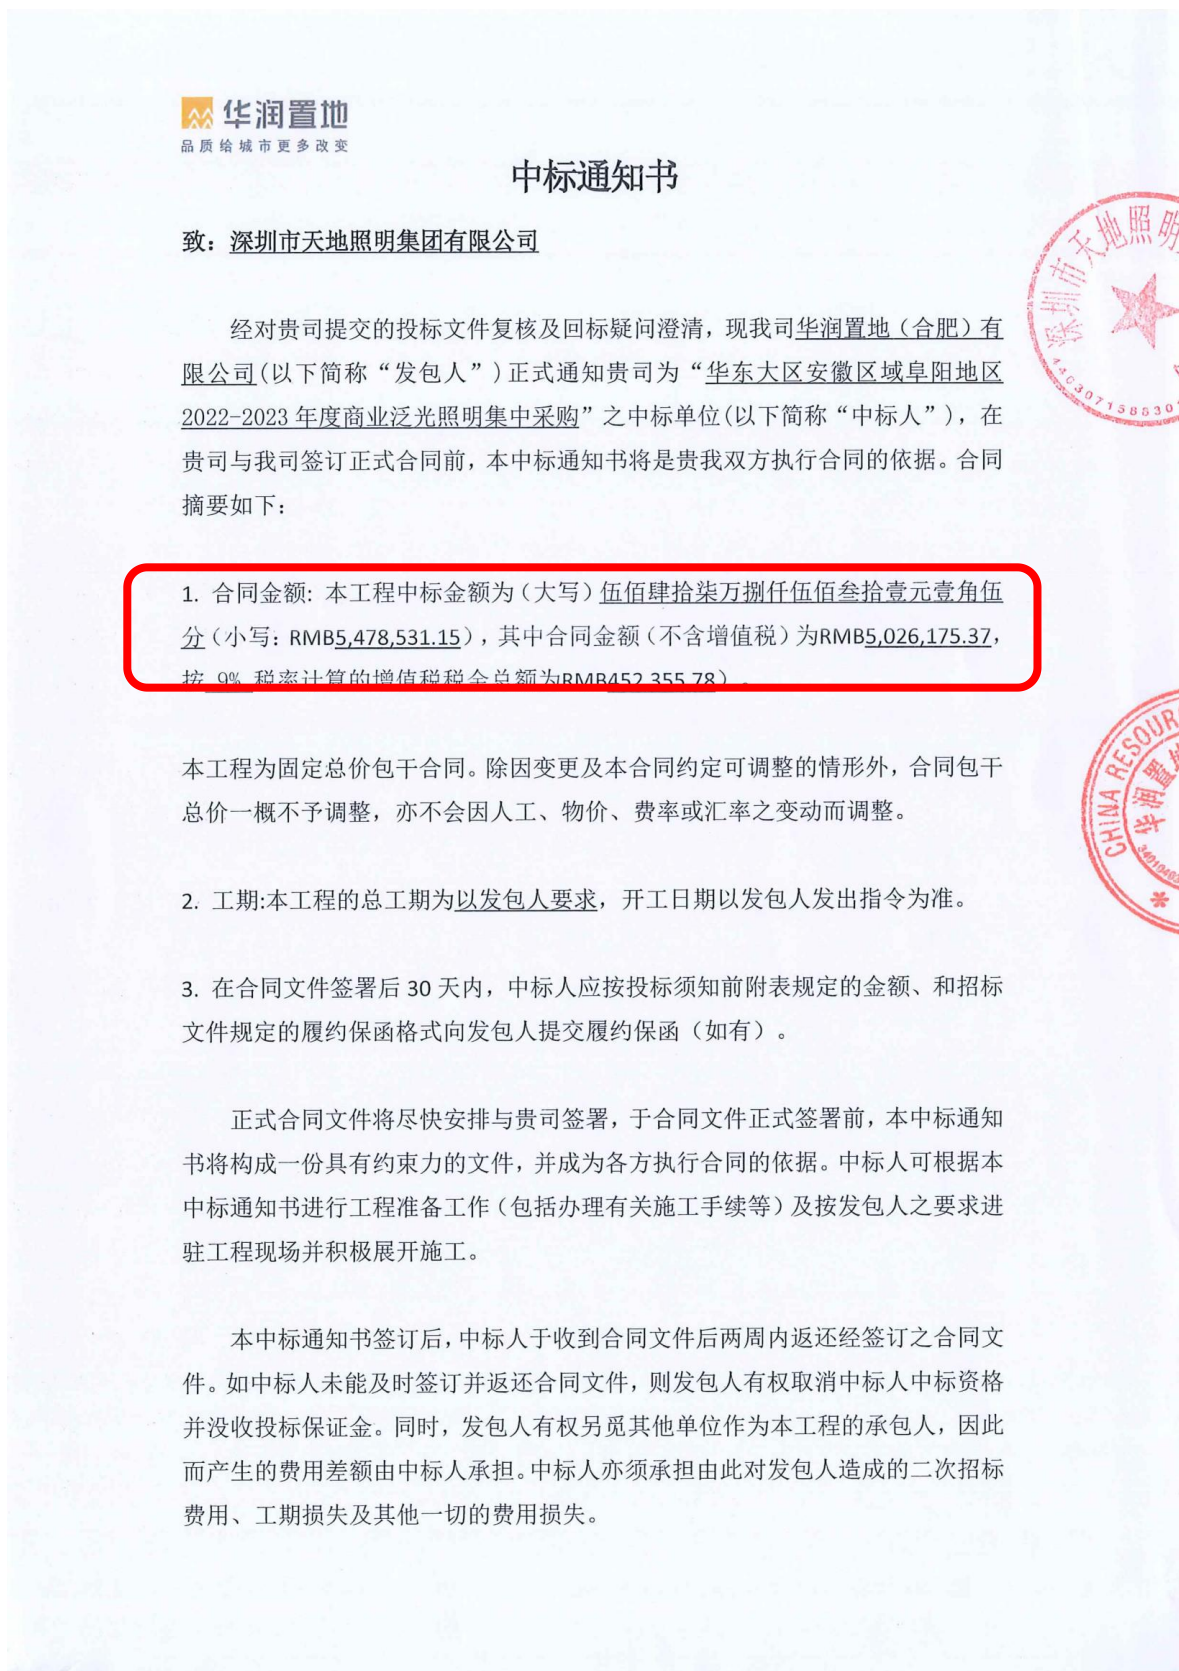 华润置地
品质给城市更多改变
中标通知书
致：深圳市天地照明集团有限公司
经对贵司提交的投标文件复核及回标疑问澄清，现我司华润置地（合肥）有
限公司(以下简称“发包人”)正式通知贵司为“华东大区安徽区域阜阳地区
2022-2023 年度商业泛光照明集中采购”之中标单位(以下简称“中标人”)，在
贵司与我司签订正式合同前，本中标通知书将是贵我双方执行合同的依据。合同
摘要如下：
1. 合同金额: 本工程中标金额为（大写）伍佰肆拾柒万捌仟伍佰叁拾壹元壹角伍
分（小写：RMB5,478,531.15），其中合同金额（不含增值税）为RMB5,026,175.37，
按 9% 税率计算的增值税税金总额为RMB452,355.78）。
本工程为固定总价包干合同。除因变更及本合同约定可调整的情形外，合同包干
总价一概不予调整，亦不会因人工、物价、费率或汇率之变动而调整。
2. 工期:本工程的总工期为以发包人要求，开工日期以发包人发出指令为准。
3. 在合同文件签署后 30 天内，中标人应按投标须知前附表规定的金额、和招标
文件规定的履约保函格式向发包人提交履约保函（如有）。
正式合同文件将尽快安排与贵司签署，于合同文件正式签署前，本中标通知
书将构成一份具有约束力的文件，并成为各方执行合同的依据。中标人可根据本
中标通知书进行工程准备工作（包括办理有关施工手续等）及按发包人之要求进
驻工程现场并积极展开施工。
本中标通知书签订后，中标人于收到合同文件后两周内返还经签订之合同文
件。如中标人未能及时签订并返还合同文件，则发包人有权取消中标人中标资格
并没收投标保证金。同时，发包人有权另觅其他单位作为本工程的承包人，因此
而产生的费用差额由中标人承担。中标人亦须承担由此对发包人造成的二次招标
费用、工期损失及其他一切的费用损失。
深圳市天地照明
CHINA RESOUR
华润置地